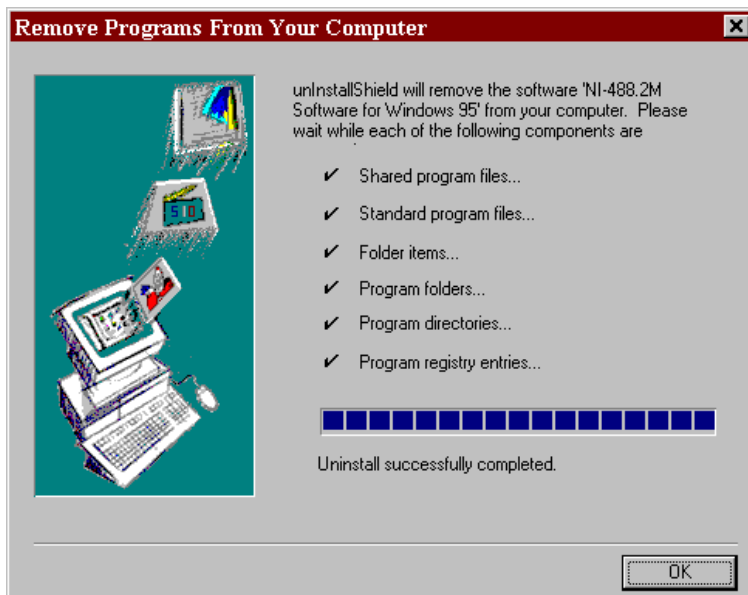 Remove Programs From Your Computer
unInstallShield will remove the software 'NI-488.2M
Software for Windows 95' from your computer.  Please
wait while each of the following components are
✔ Shared program files...
✔ Standard program files...
✔ Folder items...
✔ Program folders...
✔ Program directories...
✔ Program registry entries...
Uninstall successfully completed.
OK